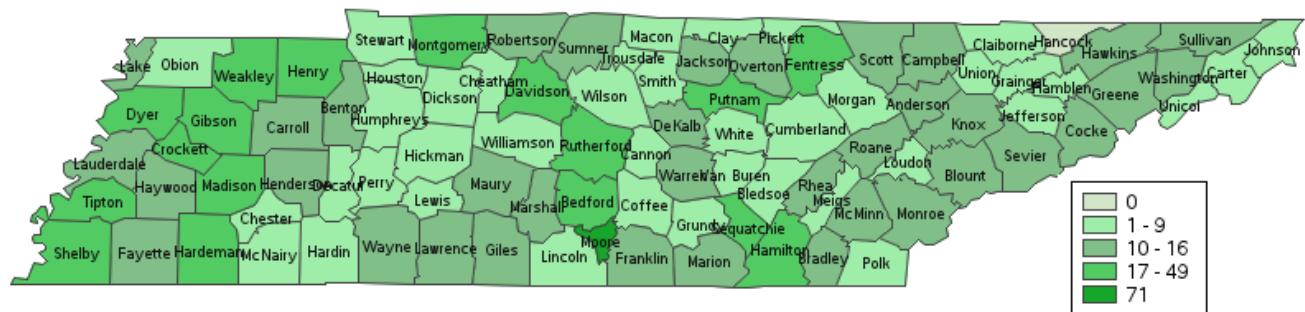 Stewart
Montgomery
Robertson
Sumner
Macon
Trousdale
Clay
Pickett
Lake
Obion
Weakley
Henry
Houston
Cheatham
Davidson
Wilson
Smith
Jackson
Overton
Fentress
Scott
Campbell
Claiborne
Hancock
Hawkins
Sullivan
Johnson
Union
Grainger
Hamblen
Greene
Washington
Carter
Unicol
Dyer
Gibson
Benton
Humphreys
Dickson
Putnam
Morgan
Anderson
Knox
Jefferson
Cocke
Crockett
Carroll
Hickman
Williamson
Rutherford
Cannon
DeKalb
White
Cumberland
Roane
Loudon
Blount
Sevier
Lauderdale
Haywood
Madison
Henderson
Decatur
Perry
Lewis
Maury
Marshall
Bedford
Coffee
Warren
Van Buren
Bledsoe
Rhea
Meigs
McMinn
Monroe
Tipton
Chester
Grundy
Sequatchie
Shelby
Fayette
Hardeman
McNairy
Hardin
Wayne
Lawrence
Giles
Lincoln
Moore
Franklin
Marion
Hamilton
Bradley
Polk
0
1 - 9
10 - 16
17 - 49
71